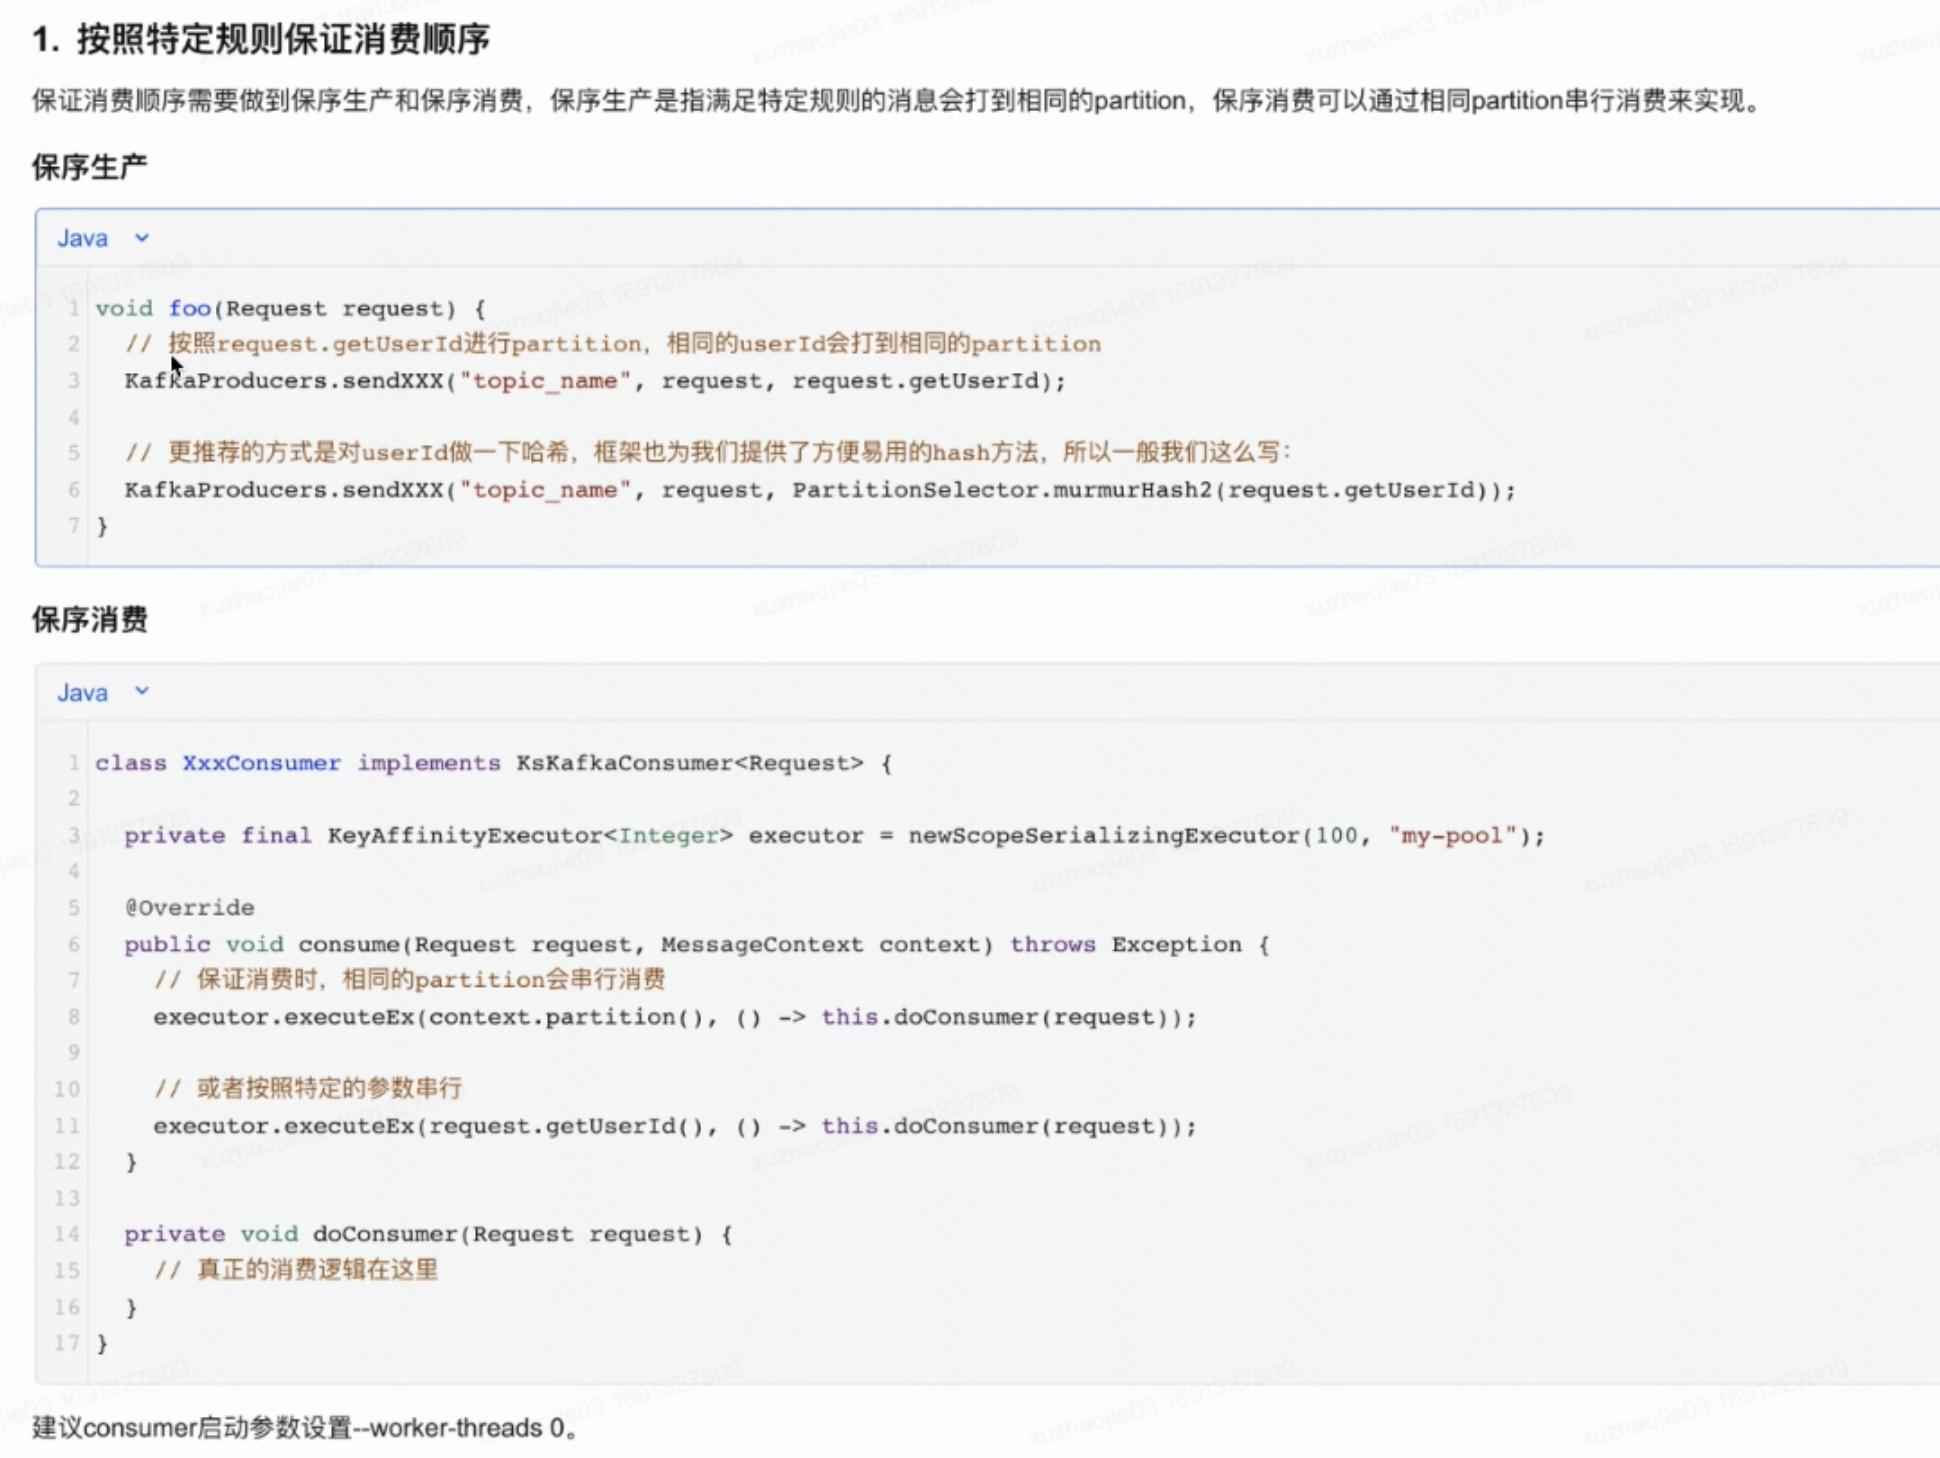 1. 按照特定规则保证消费顺序
保证消费顺序需要做到保序生产和保序消费，保序生产是指满足特定规则的消息会打到相同的partition，保序消费可以通过相同partition串行消费来实现。
保序生产
Java
1 void foo(Request request) {
2 // 按照request.getUserId进行partition，相同的userId会打到相同的partition
3 KafkaProducers.sendXXX("topic_name", request, request.getUserId);
4
5 // 更推荐的方式是对userId做一下哈希，框架也为我们提供了方便易用的hash方法，所以一般我们这么写：
6 KafkaProducers.sendXXX("topic_name", request, PartitionSelector.murmurHash2(request.getUserId));
7 }
保序消费
Java
1 class XxxConsumer implements KsKafkaConsumer<Request> {
2
3 private final KeyAffinityExecutor<Integer> executor = newScopeSerializingExecutor(100, "my-pool");
4
5 @Override
6 public void consume(Request request, MessageContext context) throws Exception {
7 // 保证消费时，相同的partition会串行消费
8 executor.executeEx(context.partition(), () -> this.doConsumer(request));
9
10 // 或者按照特定的参数串行
11 executor.executeEx(request.getUserId(), () -> this.doConsumer(request));
12 }
13
14 private void doConsumer(Request request) {
15 // 真正的消费逻辑在这里
16 }
17 }
建议consumer启动参数设置--worker-threads 0。
xuzhaojie03 1691327809